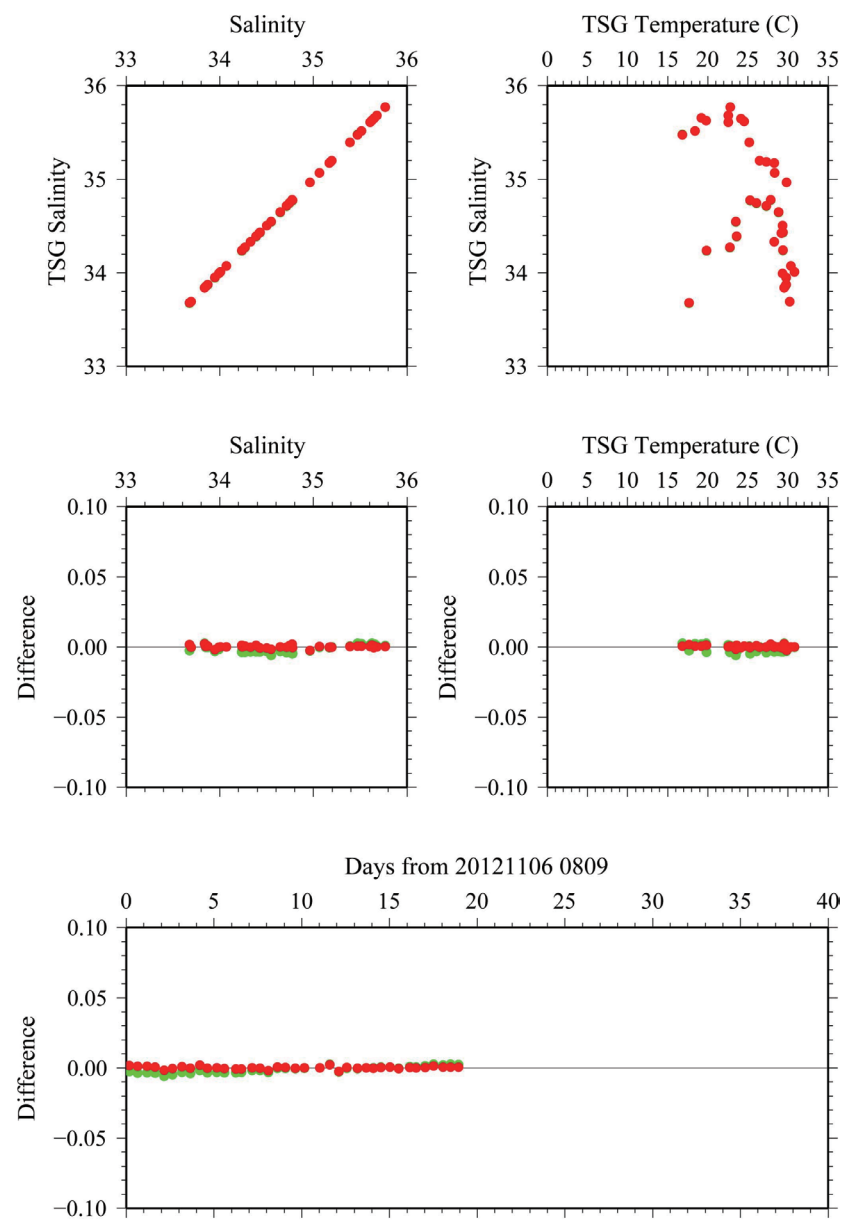 Salinity
33 34 35 36
36
35
34
33
TSG Salinity
TSG Temperature (C)
0 5 10 15 20 25 30 35
36
35
34
33
TSG Salinity
Salinity
33 34 35 36
0.10
0.05
0.00
−0.05
−0.10
Difference
TSG Temperature (C)
0 5 10 15 20 25 30 35
0.10
0.05
0.00
−0.05
−0.10
Difference
Days from 20121106 0809
0 5 10 15 20 25 30 35 40
0.10
0.05
0.00
−0.05
−0.10
Difference